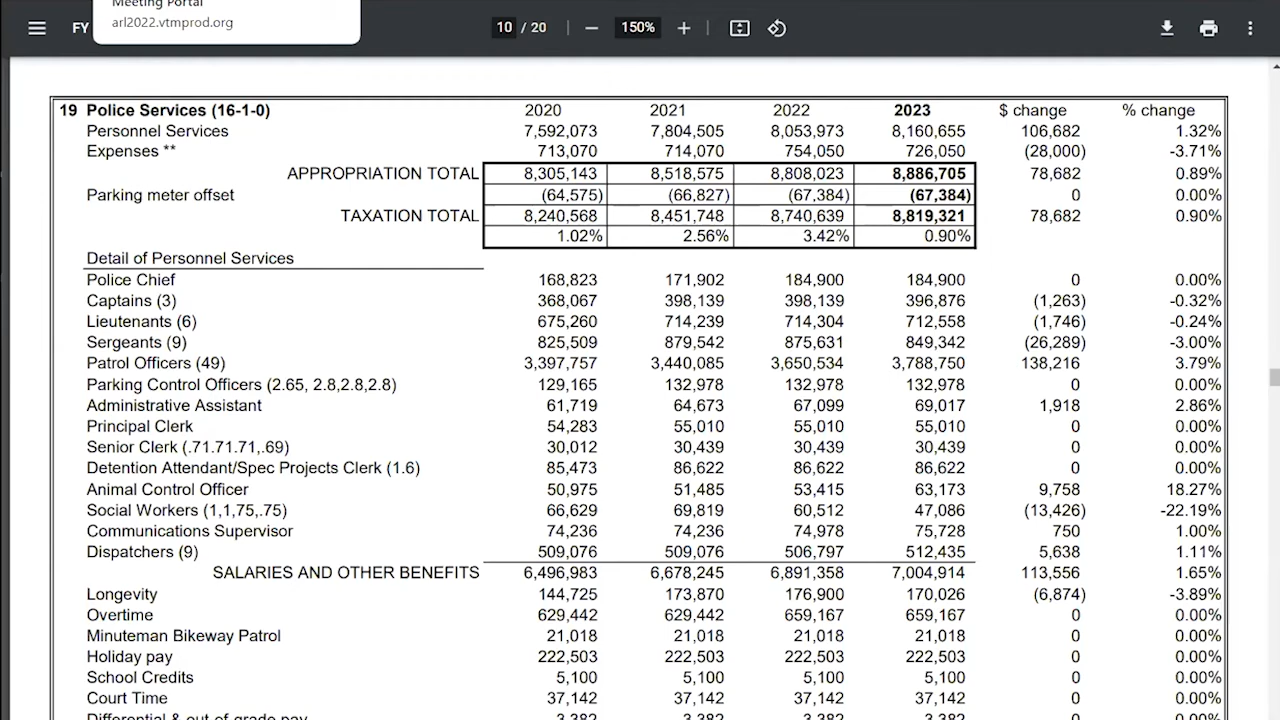 Meeting Portal
arl2022.vtmprod.org
FY
10 / 20
150%
19 Police Services (16-1-0) 2020 2021 2022 2023 $ change % change
Personnel Services 7,592,073 7,804,505 8,053,973 8,160,655 106,682 1.32%
Expenses ** 713,070 714,070 754,050 726,050 (28,000) -3.71%
APPROPRIATION TOTAL 8,305,143 8,518,575 8,808,023 8,886,705 78,682 0.89%
Parking meter offset (64,575) (66,827) (67,384) (67,384) 0 0.00%
TAXATION TOTAL 8,240,568 8,451,748 8,740,639 8,819,321 78,682 0.90%
1.02% 2.56% 3.42% 0.90%
Detail of Personnel Services
Police Chief 168,823 171,902 184,900 184,900 0 0.00%
Captains (3) 368,067 398,139 398,139 396,876 (1,263) -0.32%
Lieutenants (6) 675,260 714,239 714,304 712,558 (1,746) -0.24%
Sergeants (9) 825,509 879,542 875,631 849,342 (26,289) -3.00%
Patrol Officers (49) 3,397,757 3,440,085 3,650,534 3,788,750 138,216 3.79%
Parking Control Officers (2.65, 2.8,2.8,2.8) 129,165 132,978 132,978 132,978 0 0.00%
Administrative Assistant 61,719 64,673 67,099 69,017 1,918 2.86%
Principal Clerk 54,283 55,010 55,010 55,010 0 0.00%
Senior Clerk (.71.71.71,.69) 30,012 30,439 30,439 30,439 0 0.00%
Detention Attendant/Spec Projects Clerk (1.6) 85,473 86,622 86,622 86,622 0 0.00%
Animal Control Officer 50,975 51,485 53,415 63,173 9,758 18.27%
Social Workers (1,1,75,.75) 66,629 69,819 60,512 47,086 (13,426) -22.19%
Communications Supervisor 74,236 74,236 74,978 75,728 750 1.00%
Dispatchers (9) 509,076 509,076 506,797 512,435 5,638 1.11%
SALARIES AND OTHER BENEFITS 6,496,983 6,678,245 6,891,358 7,004,914 113,556 1.65%
Longevity 144,725 173,870 176,900 170,026 (6,874) -3.89%
Overtime 629,442 629,442 659,167 659,167 0 0.00%
Minuteman Bikeway Patrol 21,018 21,018 21,018 21,018 0 0.00%
Holiday pay 222,503 222,503 222,503 222,503 0 0.00%
School Credits 5,100 5,100 5,100 5,100 0 0.00%
Court Time 37,142 37,142 37,142 37,142 0 0.00%
Differential & out of grade pay 3,382 3,382 3,382 3,382 0 0.00%